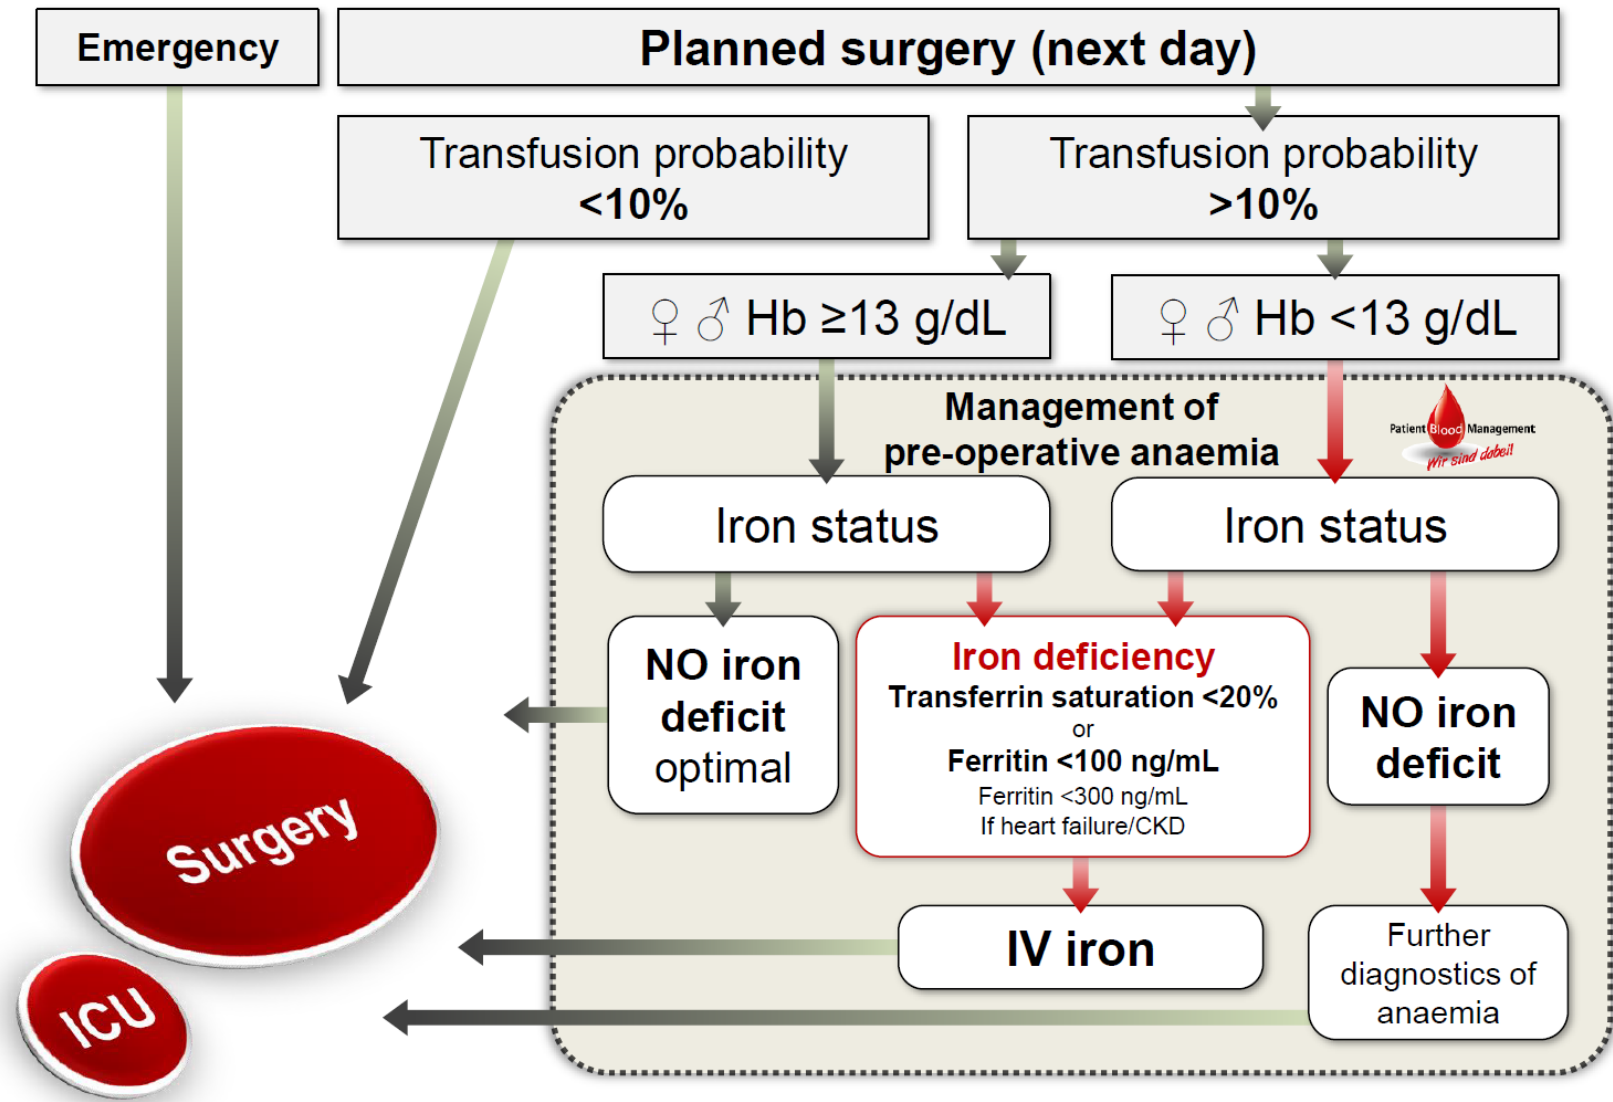 Emergency
Planned surgery (next day)
Transfusion probability
<10%
Transfusion probability
>10%
♀ ♂ Hb ≥13 g/dL
♀ ♂ Hb <13 g/dL
Management of
pre-operative anaemia
Patient Blood Management
Wir sind dabei!
Iron status
Iron status
NO iron
deficit
optimal
Iron deficiency
Transferrin saturation <20%
or
Ferritin <100 ng/mL
Ferritin <300 ng/mL
If heart failure/CKD
NO iron
deficit
Surgery
IV iron
Further
diagnostics of
anaemia
ICU